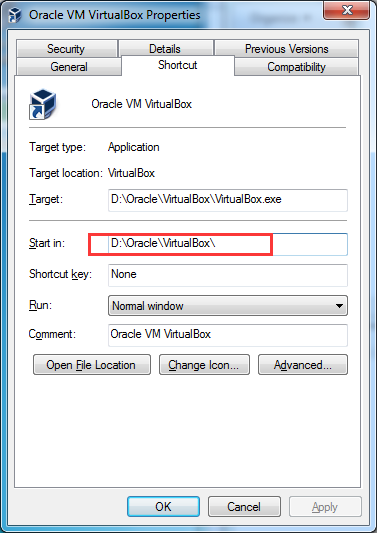 Oracle VM VirtualBox Properties
Security Details Previous Versions
General Shortcut Compatibility
Oracle VM VirtualBox
Target type: Application
Target location: VirtualBox
Target: D:\Oracle\VirtualBox\VirtualBox.exe
Start in: D:\Oracle\VirtualBox\
Shortcut key: None
Run: Normal window
Comment: Oracle VM VirtualBox
Open File Location Change Icon... Advanced...
OK Cancel Apply